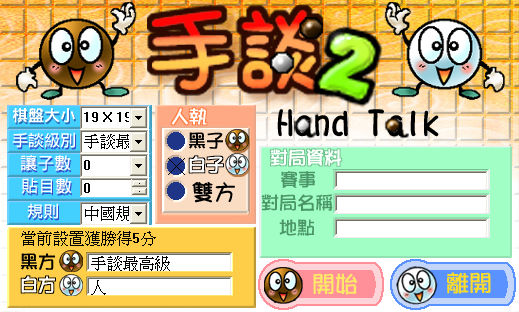 手談2
Hand Talk
棋盤大小 19×19
手談級別 手談最
讓子數 0
貼目數 0
規則 中國規
人執
黑子
白子
雙方
對局資料
賽事
對局名稱
地點
當前設置獲勝得5分
黑方 手談最高級
白方 人
開始
離開